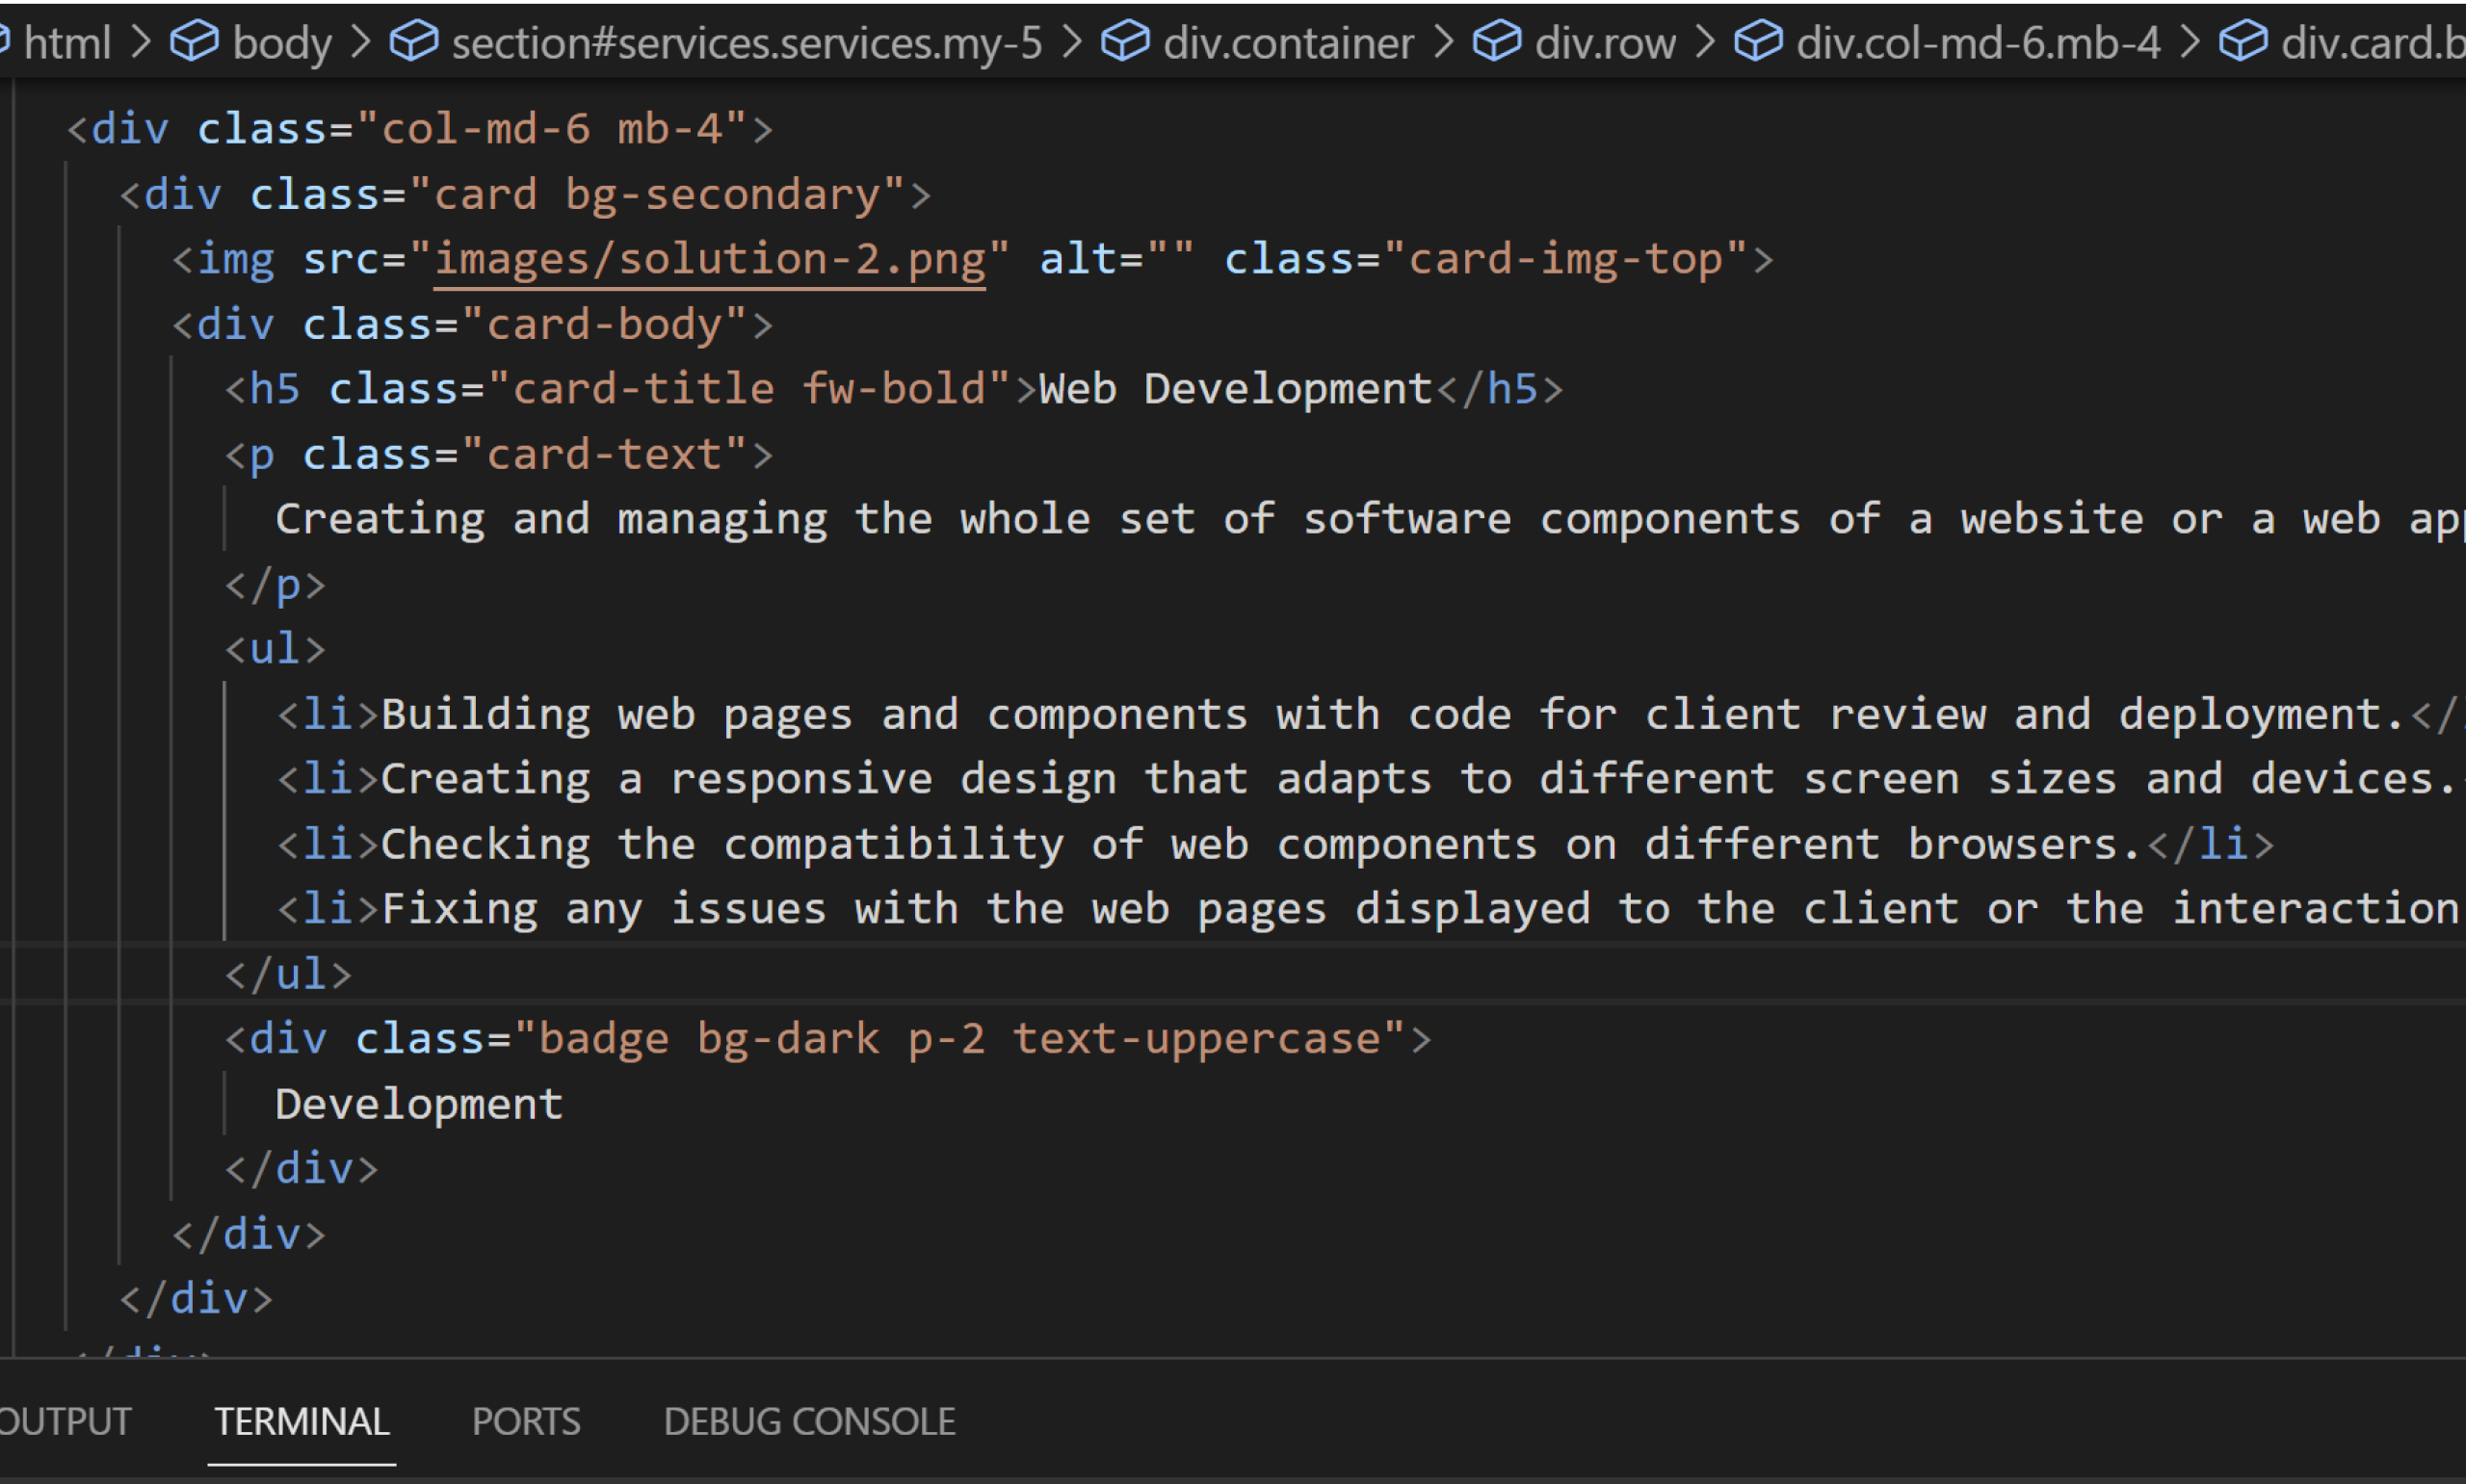 html > body > section#services.services.my-5 > div.container > div.row > div.col-md-6.mb-4 > div.card.b
<div class="col-md-6 mb-4">
<div class="card bg-secondary">
<img src="images/solution-2.png" alt="" class="card-img-top">
<div class="card-body">
<h5 class="card-title fw-bold">Web Development</h5>
<p class="card-text">
Creating and managing the whole set of software components of a website or a web app
</p>
<ul>
<li>Building web pages and components with code for client review and deployment.</
<li>Creating a responsive design that adapts to different screen sizes and devices.
<li>Checking the compatibility of web components on different browsers.</li>
<li>Fixing any issues with the web pages displayed to the client or the interaction
</ul>
<div class="badge bg-dark p-2 text-uppercase">
Development
</div>
</div>
</div>
</div>
OUTPUT TERMINAL PORTS DEBUG CONSOLE